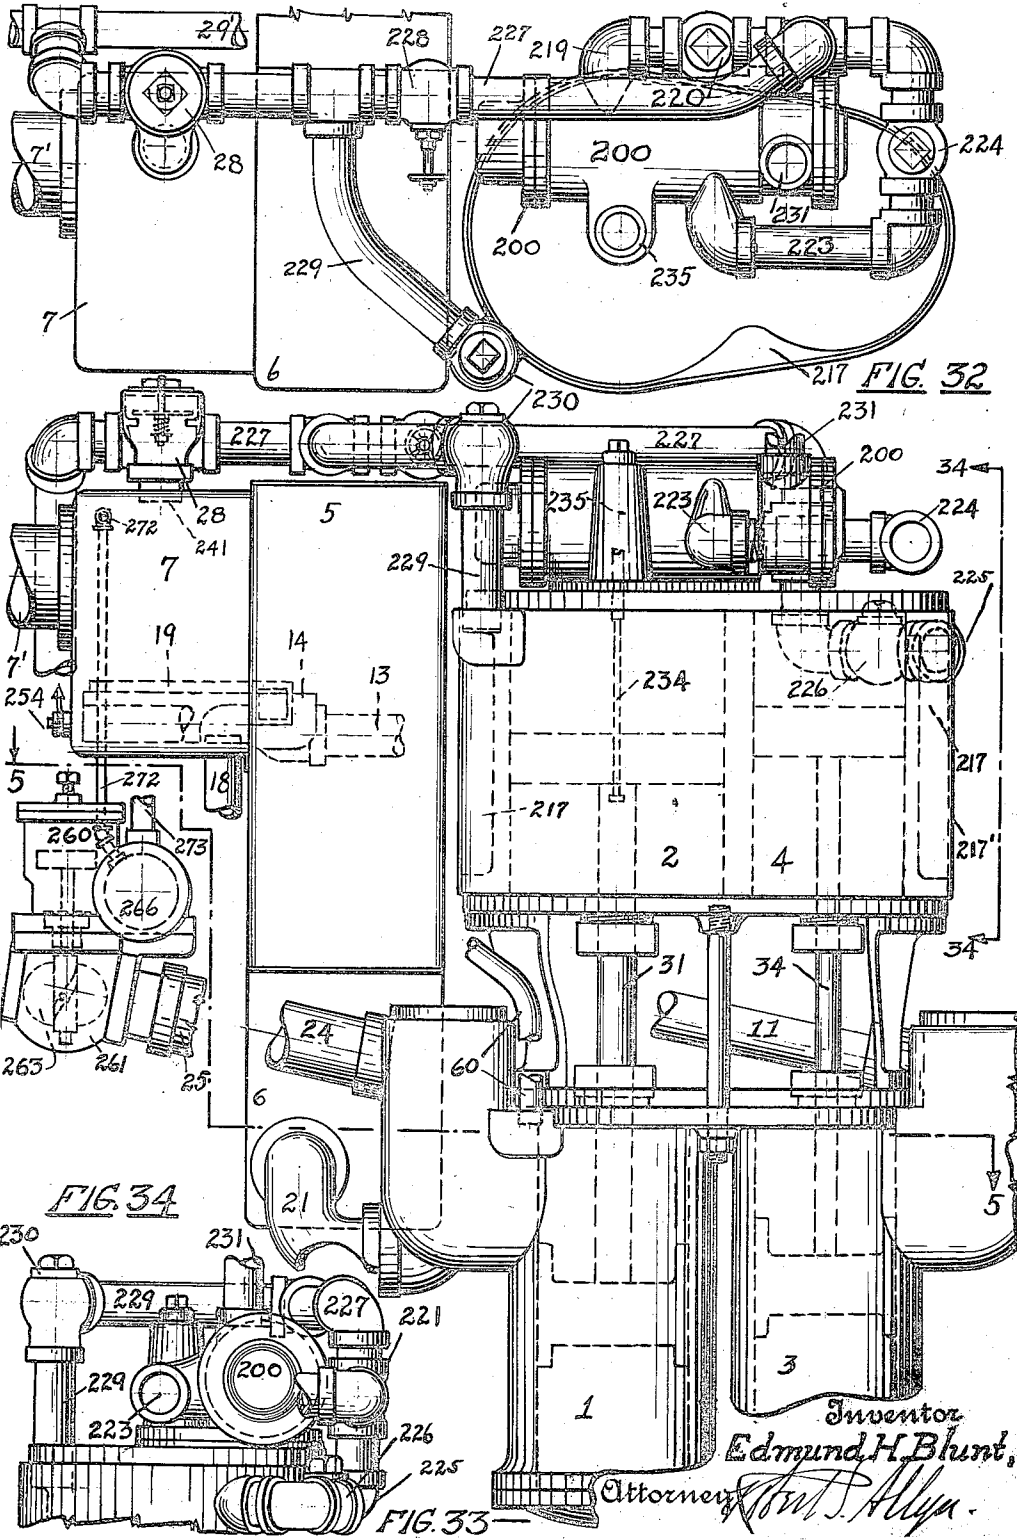 29' 228 227 219
220
7' 28 200 224
231
200 223
229 235
7
6 217 FIG. 32
230 231
227 227 200
34
28 5 235 223 224
272 241
7 229 225
19 14
7' 13 234 226
254
5 18 217
272 217
260 273 2 4 217'
266
31 34 34
24 11
263 261 25 60
6
FIG. 34 21 5
230 231
229 227 221
200 3
229 1
223 Inventor
226 Edmund H. Blunt,
225 Attorney
FIG. 33